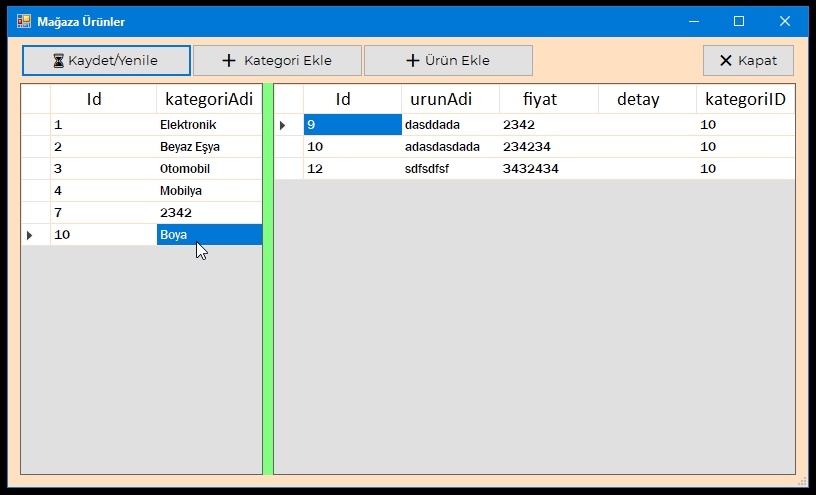 Mağaza Ürünler
Kaydet/Yenile Kategori Ekle Ürün Ekle Kapat
Id kategoriAdi
1 Elektronik
2 Beyaz Eşya
3 Otomobil
4 Mobilya
7 2342
10 Boya
Id urunAdi fiyat detay kategoriID
9 dasddada 2342 10
10 adasdasdada 234234 10
12 sdfsdfsf 3432434 10